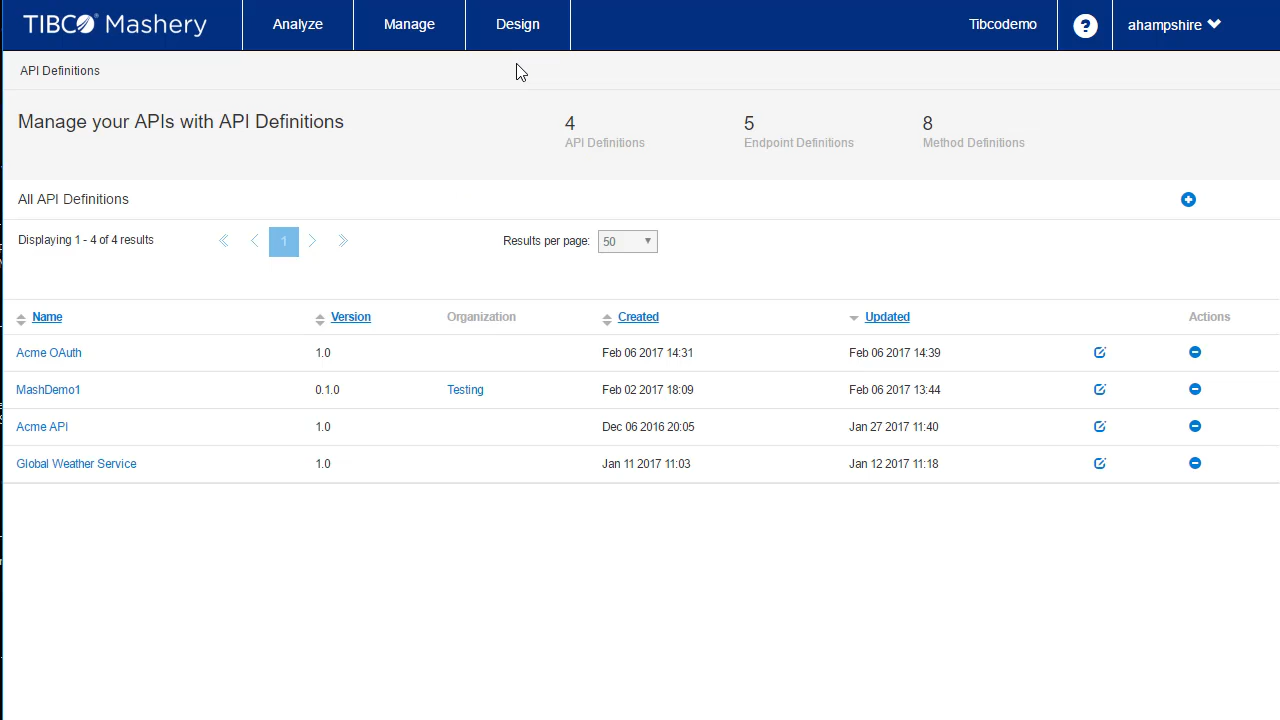 TIBCO Mashery Analyze Manage Design Tibcodemo ? ahampshire
API Definitions
Manage your APIs with API Definitions
4 5 8
API Definitions Endpoint Definitions Method Definitions
All API Definitions
Displaying 1 - 4 of 4 results 1 Results per page: 50
Name Version Organization Created Updated Actions
Acme OAuth 1.0 Feb 06 2017 14:31 Feb 06 2017 14:39
MashDemo1 0.1.0 Testing Feb 02 2017 18:09 Feb 06 2017 13:44
Acme API 1.0 Dec 06 2016 20:05 Jan 27 2017 11:40
Global Weather Service 1.0 Jan 11 2017 11:03 Jan 12 2017 11:18